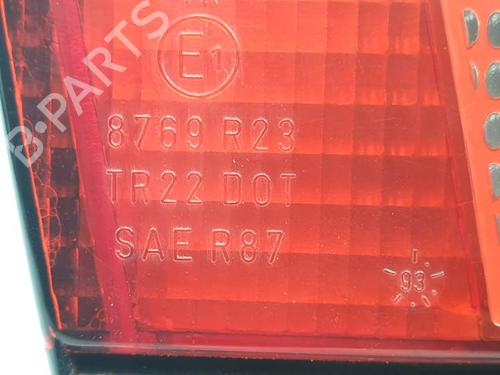 B-PARTS
E1
8769 R23
TR22 DOT
SAE R87
93